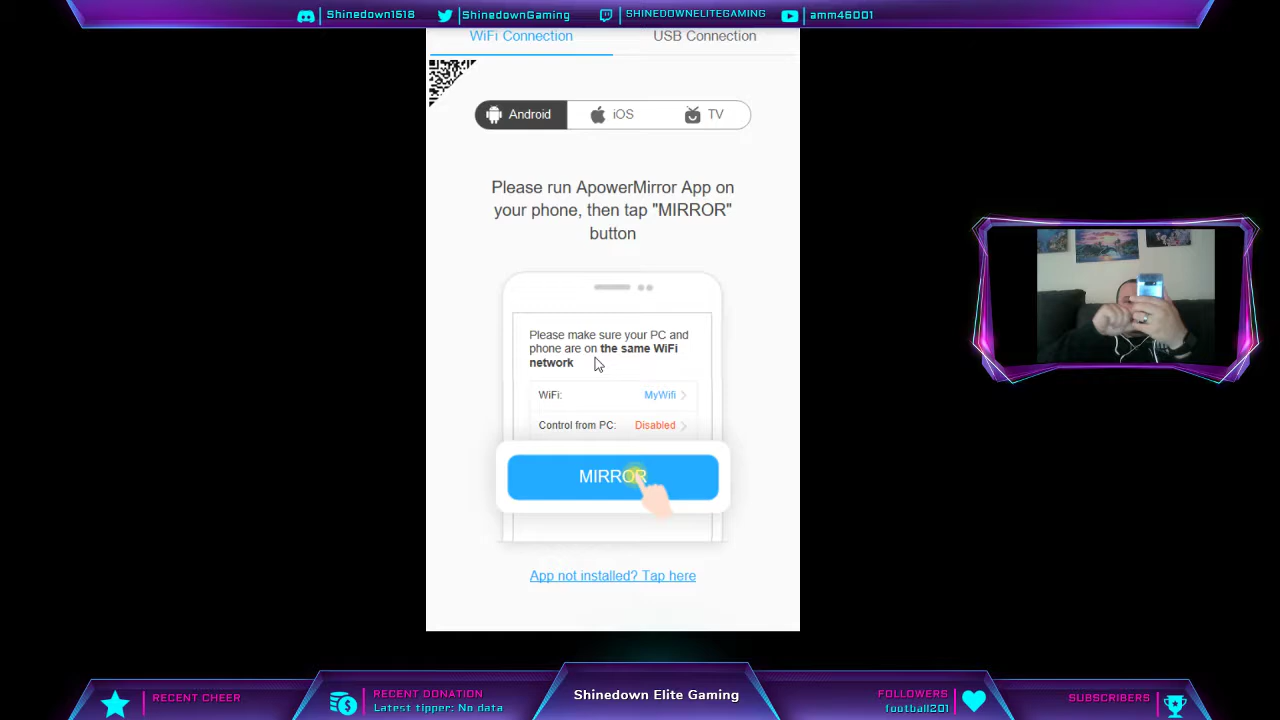 Shinedown1518 ShinedownGaming SHINEDOWNELITEGAMING amm46001
WiFi Connection USB Connection
Android iOS TV
Please run ApowerMirror App on
your phone, then tap "MIRROR"
button
Please make sure your PC and
phone are on the same WiFi
network
WiFi: MyWifi
Control from PC: Disabled
MIRROR
App not installed? Tap here
RECENT CHEER
RECENT DONATION
Latest tipper: No data
Shinedown Elite Gaming
FOLLOWERS
football201
SUBSCRIBERS